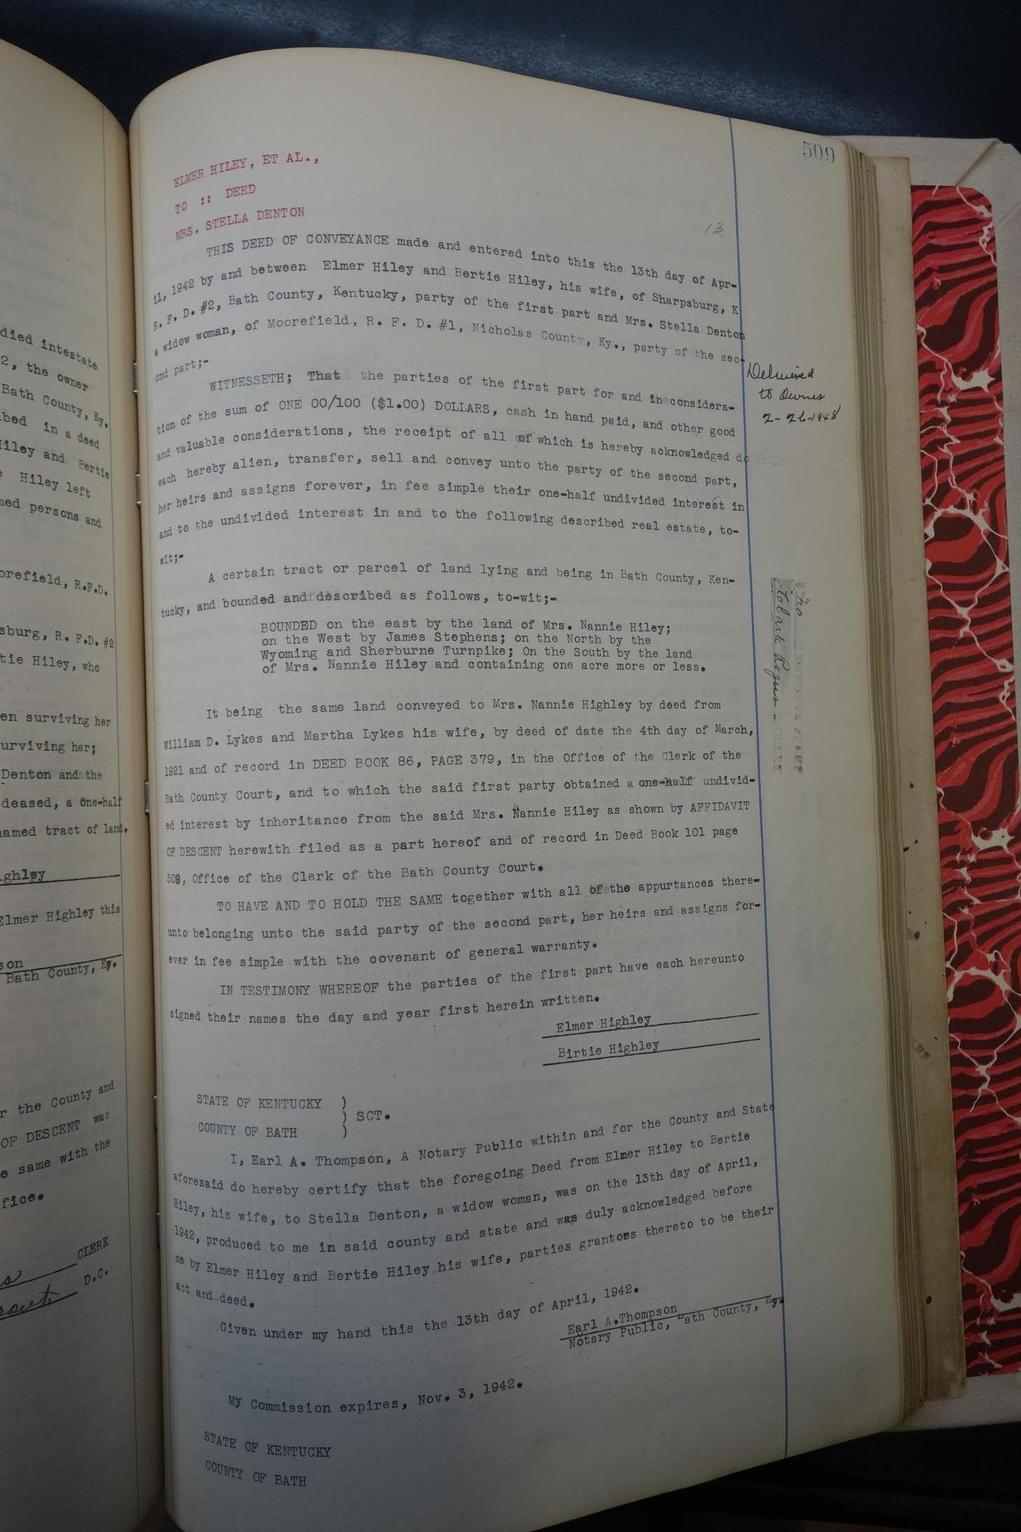 died intestate
2, the owner
Bath County, Ky.
bed in a deed
iley and Bertie
Hiley left
ned persons and
orefield, R.F.D.
sburg, R. F.D. #2
tie Hiley, who
en surviving her
urviving her;
Denton and the
deased, a One-half
named tract of land.
ghley
Elmer Highley this
son
Bath County, Ky.
r the County and
OF DESCENT was
e same with the
fice.
CLERK
D.C.
509
ELMER HILEY, ET AL.,
TO :: DEED
MRS. STELLA DENTON
13
THIS DEED OF CONVEYANCE made and entered into this the 13th day of Apr-
il, 1942 by and between Elmer Hiley and Bertie Hiley, his wife, of Sharpsburg, K
R. F. D. #2, Bath County, Kentucky, party of the first part and Mrs. Stella Denton
a widow woman, of Moorefield, R. F. D. #1, Nicholas County, Ky., party of the sec-
ond part;-
WITNESSETH; That the parties of the first part for and in considera-
tion of the sum of ONE 00/100 ($1.00) DOLLARS, cash in hand paid, and other good
and valuable considerations, the receipt of all of which is hereby acknowledged do
each hereby alien, transfer, sell and convey unto the party of the second part,
her heirs and assigns forever, in fee simple their one-half undivided interest in
and to the undivided interest in and to the following described real estate, to-
wit;-
A certain tract or parcel of land lying and being in Bath County, Ken-
tucky, and bounded and described as follows, to-wit;-
BOUNDED on the east by the land of Mrs. Nannie Hiley;
on the West by James Stephens; on the North by the
Wyoming and Sherburne Turnpike; On the South by the land
of Mrs. Nannie Hiley and containing one acre more or less.
It being the same land conveyed to Mrs. Nannie Highley by deed from
William D. Lykes and Martha Lykes his wife, by deed of date the 4th day of March,
1921 and of record in DEED BOOK 86, PAGE 379, in the Office of the Clerk of the
Bath County Court, and to which the said first party obtained a one-half undivid-
ed interest by inheritance from the said Mrs. Nannie Hiley as shown by AFFIDAVIT
OF DESCENT herewith filed as a part hereof and of record in Deed Book 101 page
508, Office of the Clerk of the Bath County Court.
TO HAVE AND TO HOLD THE SAME together with all of the appurtances there-
unto belonging unto the said party of the second part, her heirs and assigns for-
ever in fee simple with the covenant of general warranty.
IN TESTIMONY WHEREOF the parties of the first part have each hereunto
signed their names the day and year first herein written.
Elmer Highley
Birtie Highley
STATE OF KENTUCKY )
) SCT.
COUNTY OF BATH )
I, Earl A. Thompson, A Notary Public within and for the County and State
aforesaid do hereby certify that the foregoing Deed from Elmer Hiley to Bertie
Hiley, his wife, to Stella Denton, a widow woman, was on the 13th day of April,
1942, produced to me in said county and state and was duly acknowledged before
me by Elmer Hiley and Bertie Hiley his wife, parties grantors thereto to be their
act and deed.
Given under my hand this the 13th day of April, 1942.
Earl A.Thompson
Notary Public, Bath County, Ky.
My Commission expires, Nov. 3, 1942.
STATE OF KENTUCKY
COUNTY OF BATH
Delivered
to Owner
2-26-1948